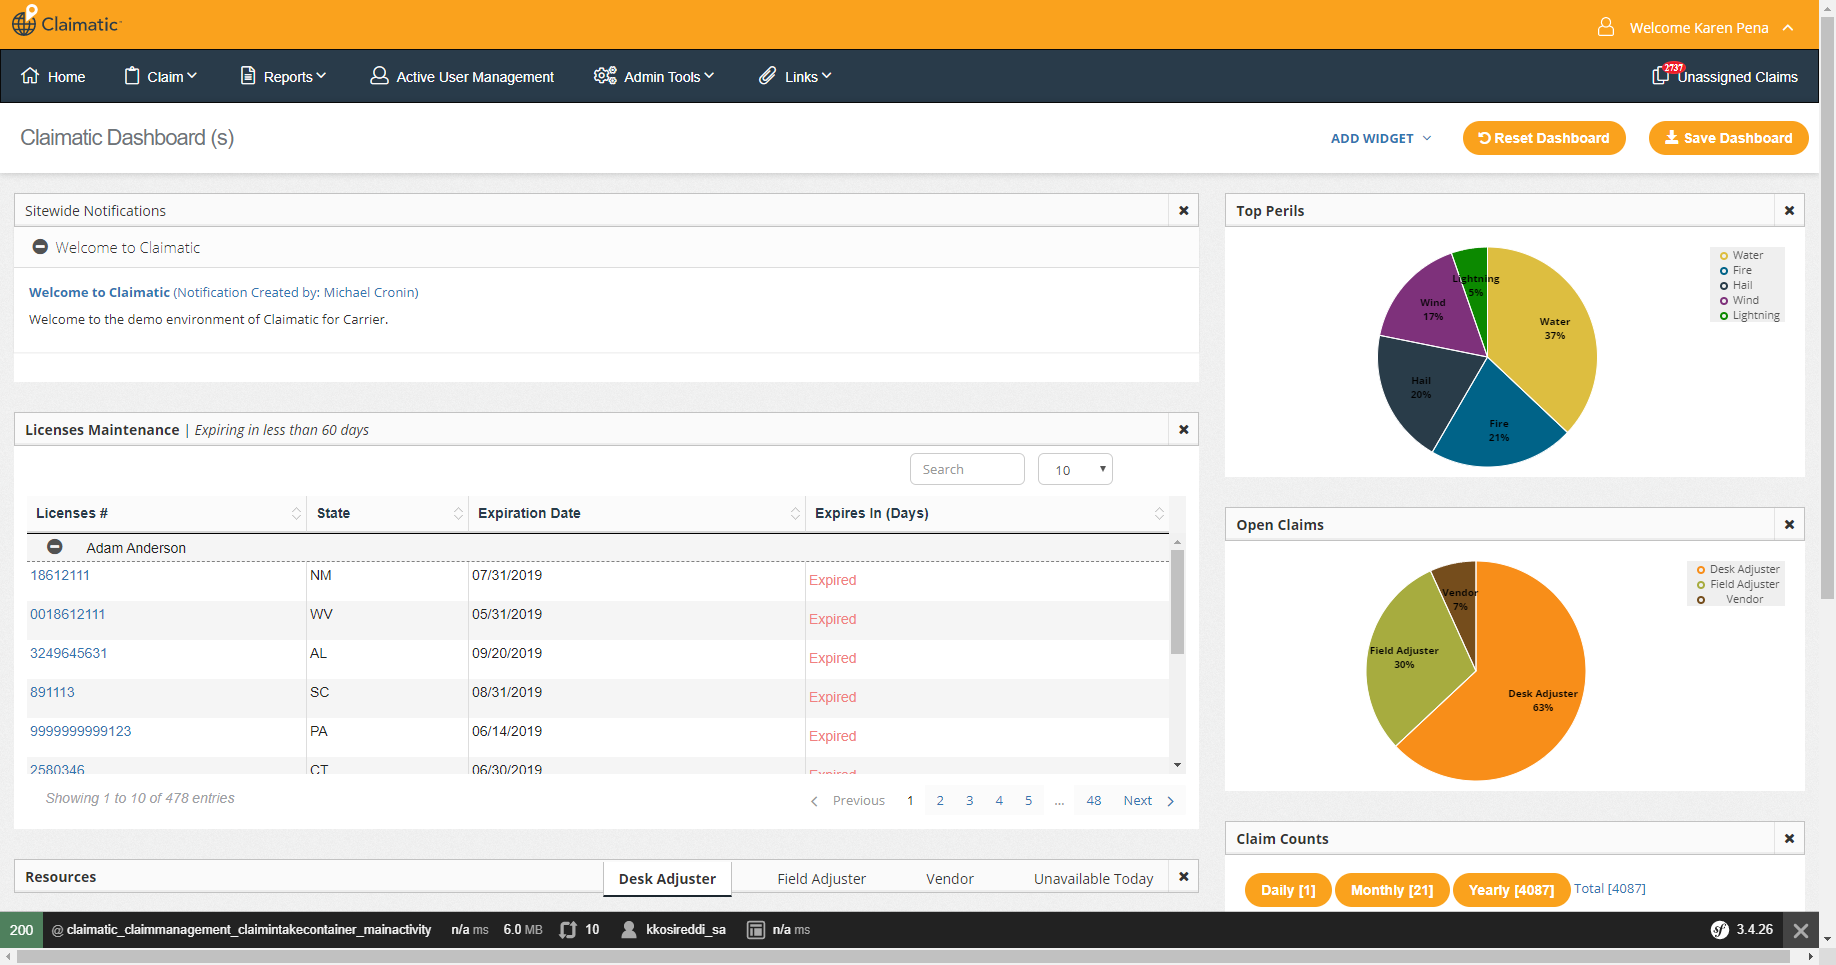 Claimatic
Welcome Karen Pena
Home
Claim
Reports
Active User Management
Admin Tools
Links
2737
Unassigned Claims
Claimatic Dashboard (s)
ADD WIDGET
Reset Dashboard
Save Dashboard
Sitewide Notifications
Welcome to Claimatic
Welcome to Claimatic (Notification Created by: Michael Cronin)
Welcome to the demo environment of Claimatic for Carrier.
Licenses Maintenance | Expiring in less than 60 days
Search
10
Licenses # State Expiration Date Expires In (Days)
Adam Anderson
18612111 NM 07/31/2019 Expired
0018612111 WV 05/31/2019 Expired
3249645631 AL 09/20/2019 Expired
891113 SC 08/31/2019 Expired
9999999999123 PA 06/14/2019 Expired
2580346 CT 06/30/2019 Expired
Showing 1 to 10 of 478 entries
Previous 1 2 3 4 5 ... 48 Next
Resources
Desk Adjuster
Field Adjuster
Vendor
Unavailable Today
Top Perils
Lightning
5%
Wind
17%
Water
37%
Hail
20%
Fire
21%
Water
Fire
Hail
Wind
Lightning
Open Claims
Vendor
7%
Field Adjuster
30%
Desk Adjuster
63%
Desk Adjuster
Field Adjuster
Vendor
Claim Counts
Daily [1]
Monthly [21]
Yearly [4087]
Total [4087]
200
@ claimatic_claimmanagement_claimintakecontainer_mainactivity
n/a ms
6.0 MB
10
kkosireddi_sa
n/a ms
sf
3.4.26